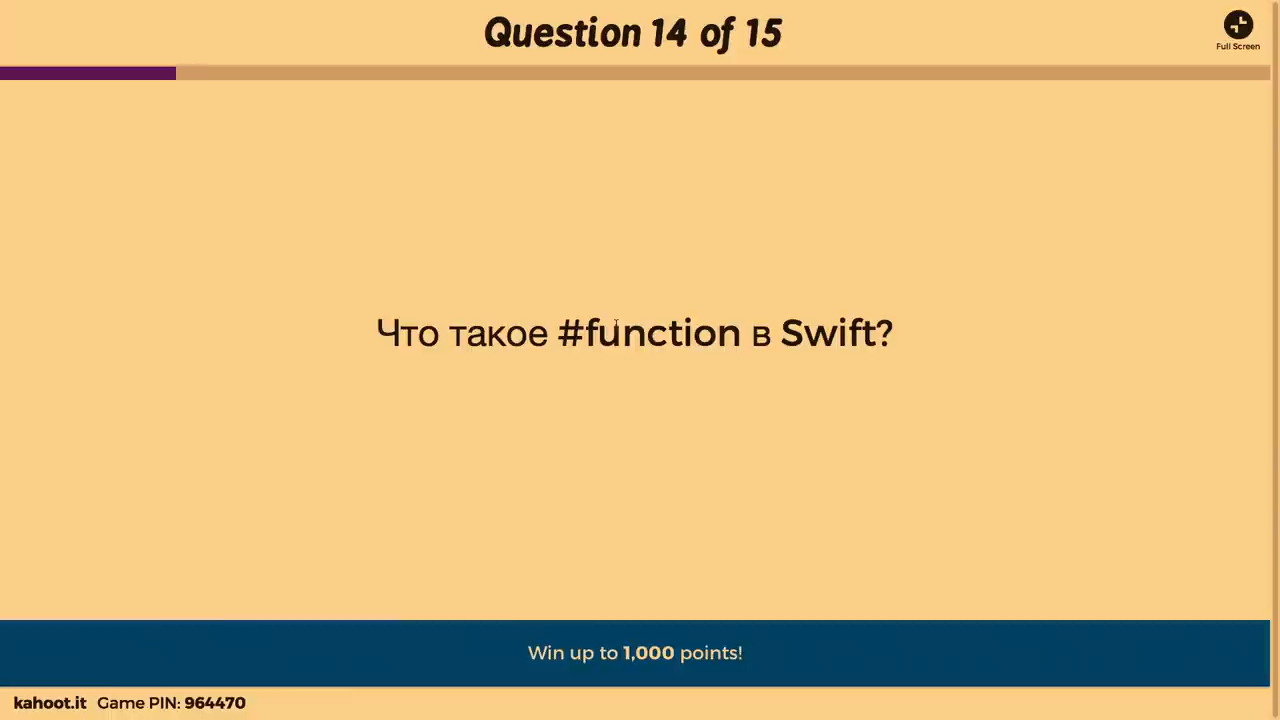 Question 14 of 15
Full Screen
Что такое #function в Swift?
Win up to 1,000 points!
kahoot.it Game PIN: 964470